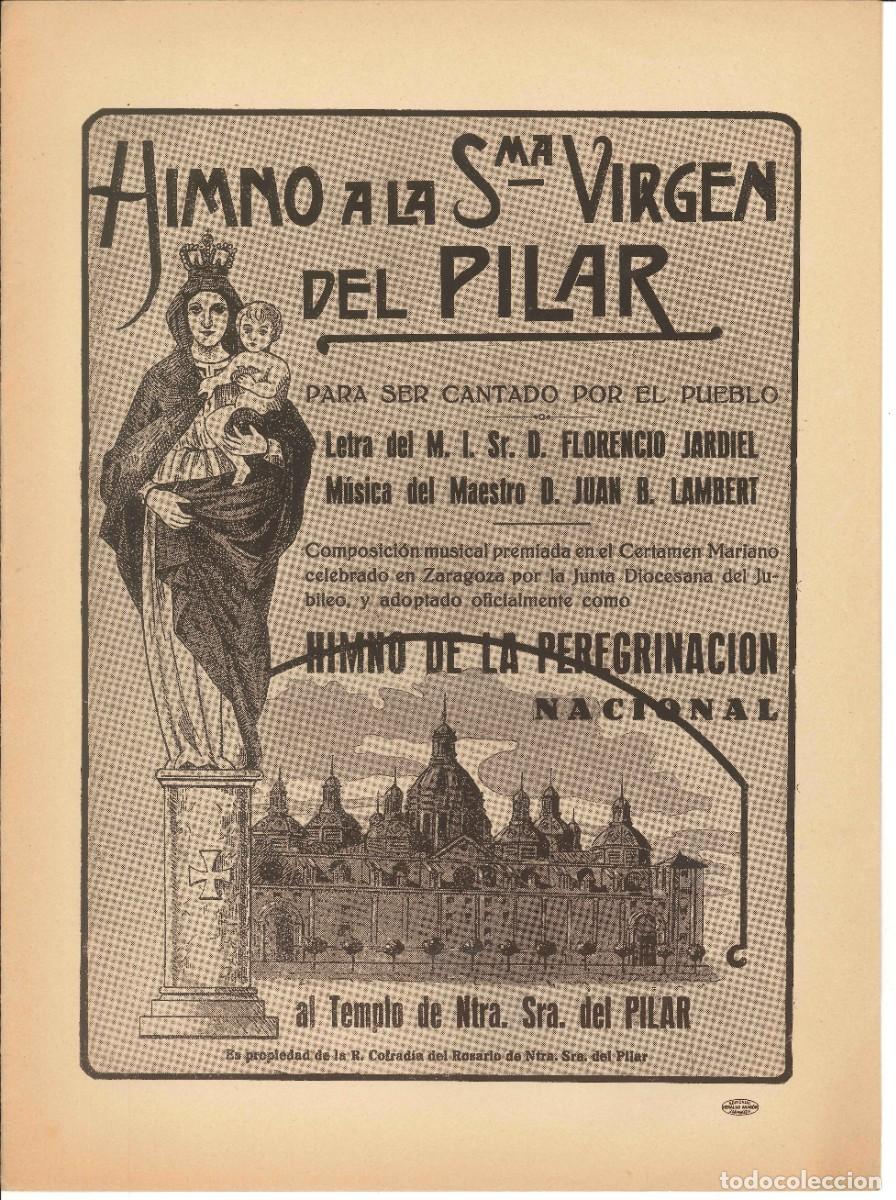 HIMNO A LA SMA VIRGEN
DEL PILAR
PARA SER CANTADO POR EL PUEBLO
Letra del M. I. Sr. D. FLORENCIO JARDIEL
Música del Maestro D. JUAN B. LAMBERT
Composición musical premiada en el Certamen Mariano
celebrado en Zaragoza por la Junta Diocesana del Ju-
bileo, y adoptado oficialmente como
HIMNO DE LA PEREGRINACION
NACIONAL
al Templo de Ntra. Sra. del PILAR
Es propiedad de la R. Cofradía del Rosario de Ntra. Sra. del Pilar
todocoleccion